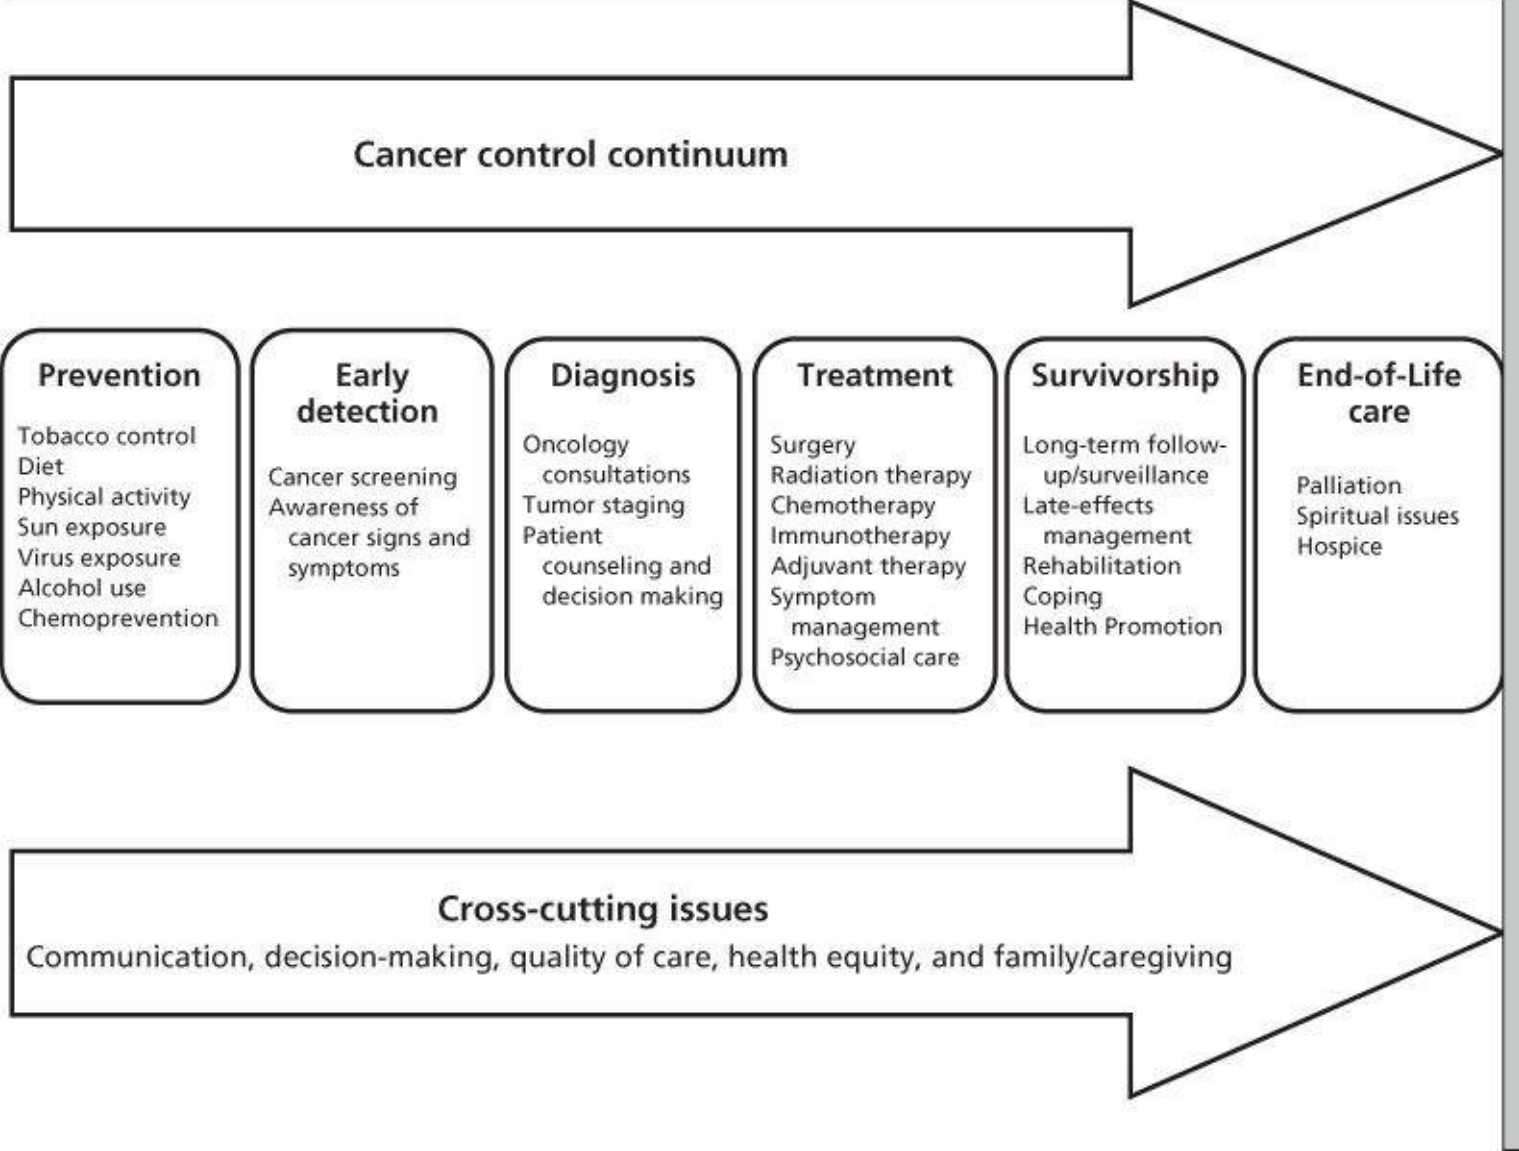 Cancer control continuum
Prevention
Tobacco control
Diet
Physical activity
Sun exposure
Virus exposure
Alcohol use
Chemoprevention
Early
detection
Cancer screening
Awareness of
cancer signs and
symptoms
Diagnosis
Oncology
consultations
Tumor staging
Patient
counseling and
decision making
Treatment
Surgery
Radiation therapy
Chemotherapy
Immunotherapy
Adjuvant therapy
Symptom
management
Psychosocial care
Survivorship
Long-term follow-
up/surveillance
Late-effects
management
Rehabilitation
Coping
Health Promotion
End-of-Life
care
Palliation
Spiritual issues
Hospice
Cross-cutting issues
Communication, decision-making, quality of care, health equity, and family/caregiving